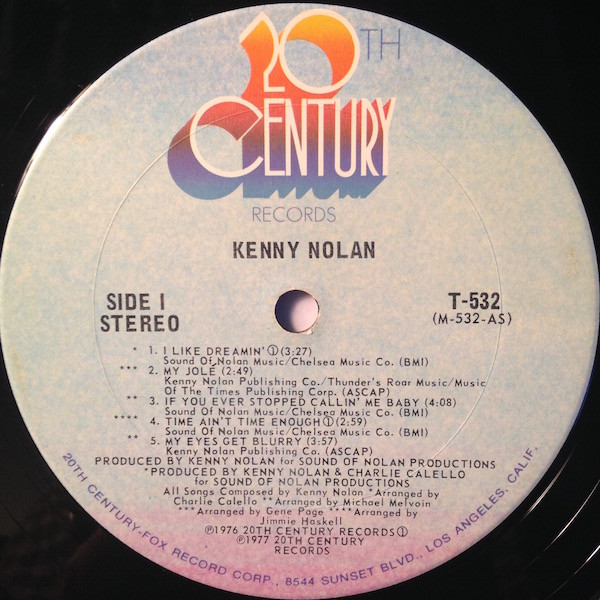 20TH
CENTURY
RECORDS
KENNY NOLAN
SIDE 1
STEREO
T-532
(M-532-AS)
* 1. I LIKE DREAMIN' ① (3:27)
Sound Of Nolan Music/Chelsea Music Co. (BMI)
*** 2. MY JOLÉ (2:49)
Kenny Nolan Publishing Co./Thunder's Roar Music/Music
Of The Times Publishing Corp. (ASCAP)
** 3. IF YOU EVER STOPPED CALLIN' ME BABY (4:08)
Sound Of Nolan Music/Chelsea Music Co. (BMI)
**** 4. TIME AIN'T TIME ENOUGH ① (2:59)
Sound Of Nolan Music/Chelsea Music Co. (BMI)
** 5. MY EYES GET BLURRY (3:57)
Kenny Nolan Publishing Co. (ASCAP)
PRODUCED BY KENNY NOLAN for SOUND OF NOLAN PRODUCTIONS
*PRODUCED BY KENNY NOLAN & CHARLIE CALELLO
for SOUND OF NOLAN PRODUCTIONS
All Songs Composed by Kenny Nolan *Arranged by
Charlie Calello **Arranged by Michael Melvoin
***Arranged by Gene Page ****Arranged by
Jimmie Haskell
℗1976 20TH CENTURY RECORDS ①
℗1977 20TH CENTURY
RECORDS
20TH CENTURY-FOX RECORD CORP., 8544 SUNSET BLVD., LOS ANGELES, CALIF.